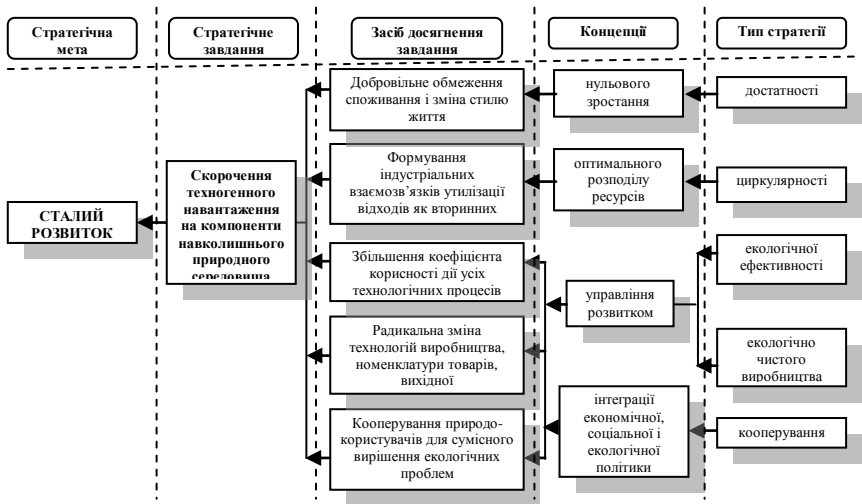 Стратегічна
мета
Стратегічне
завдання
Засіб досягнення
завдання
Концепції
Тип стратегії
СТАЛИЙ
РОЗВИТОК
Скорочення
техногенного
навантаження
на компоненти
навколишнього
природного
середовища
Добровільне обмеження
споживання і зміна стилю
життя
Формування
індустріальних
взаємозв’язків утилізації
відходів як вторинних
Збільшення коефіцієнта
корисності дії усіх
технологічних процесів
Радикальна зміна
технологій виробництва,
номенклатури товарів,
вихідної
Кооперування природо-
користувачів для сумісного
вирішення екологічних
проблем
нульового
зростання
оптимального
розподілу
ресурсів
управління
розвитком
інтеграції
економічної,
соціальної і
екологічної
політики
достатності
циркулярності
екологічної
ефективності
екологічно
чистого
виробництва
кооперування